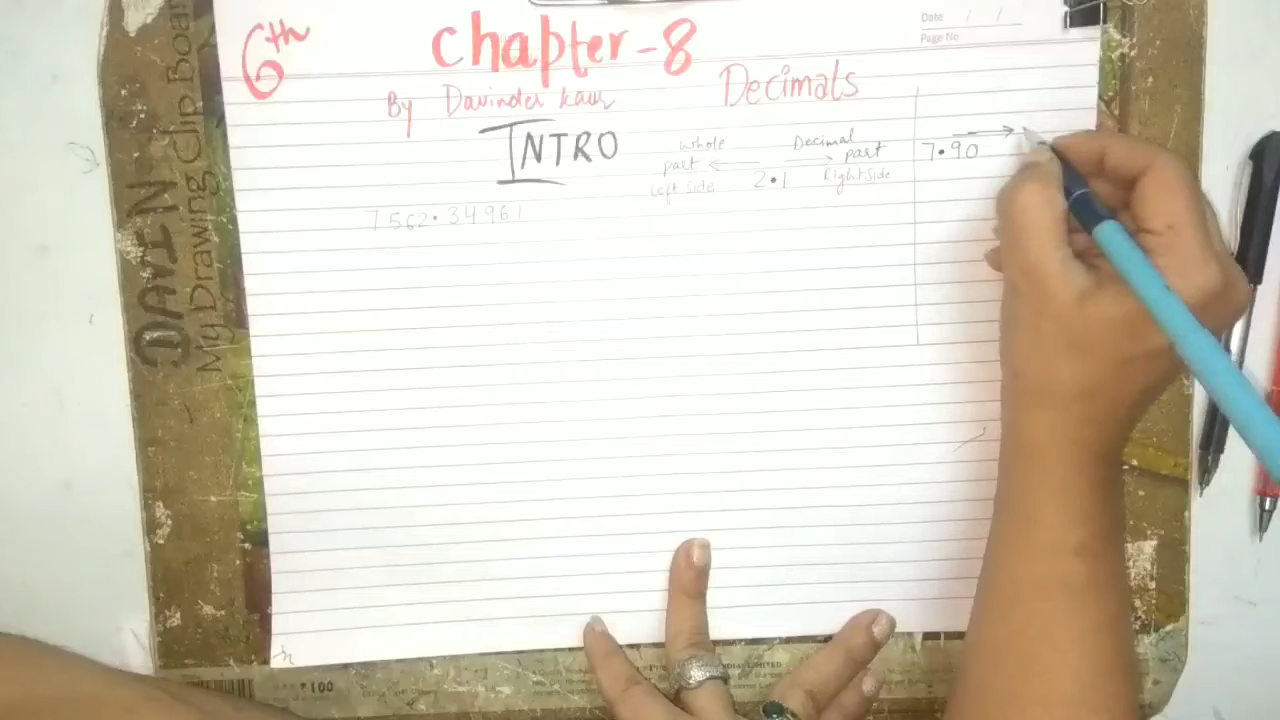 6th
Chapter-8
Date / /
Page No
By Davinder Kaur
Decimals
INTRO
whole part
Left side
2.1
Decimal part
Right side
7.90
7562.34961
DAVIN
My Drawing Clip Board